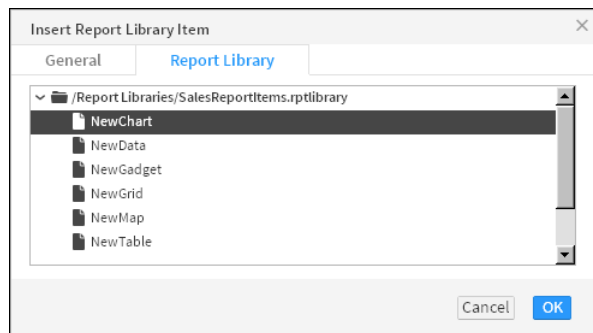 Insert Report Library Item
General Report Library
/Report Libraries/SalesReportItems.rptlibrary
NewChart
NewData
NewGadget
NewGrid
NewMap
NewTable
Cancel OK